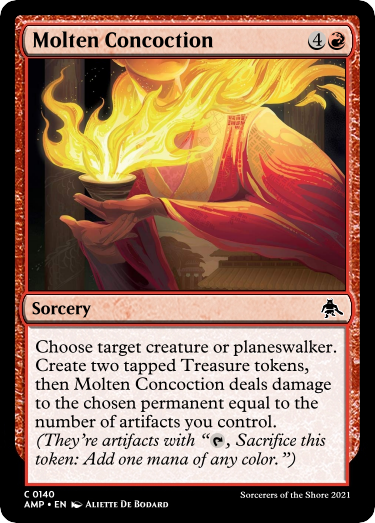 Molten Concoction 4
Sorcery
Choose target creature or planeswalker.
Create two tapped Treasure tokens,
then Molten Concoction deals damage
to the chosen permanent equal to the
number of artifacts you control.
(They're artifacts with “, Sacrifice this
token: Add one mana of any color.”)
C 0140
AMP • EN Aliette De Bodard
Sorcerers of the Shore 2021